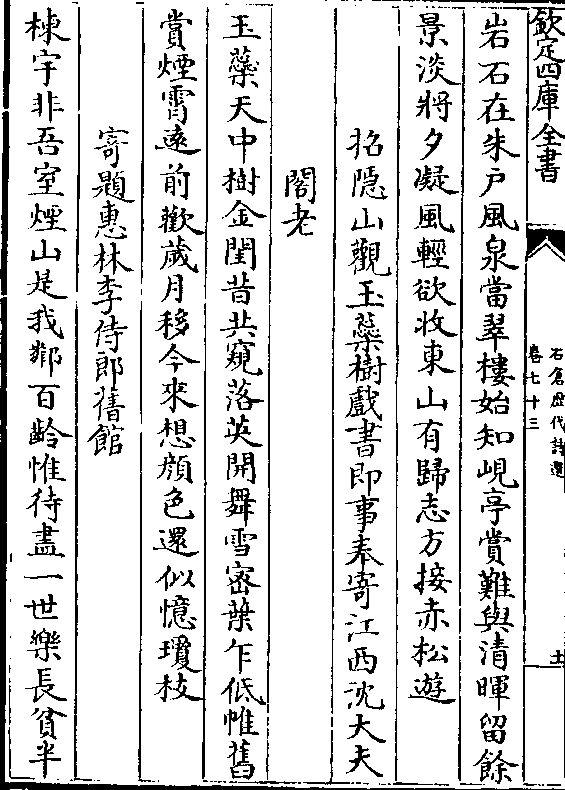 欽定四庫全書
石倉歷代詩選
卷七十三
十
岩石在朱戶風泉當翠樓始知峴亭賞難與清暉留餘
景淡將夕凝風輕欲收東山有歸志方接赤松遊
招隱山觀玉蘂樹戲書即事奉寄江西沈大夫
閣老
玉蘂天中樹金閨昔共窺落英開舞雪密葉乍低帷舊
賞煙霄遠前歡歲月移今來想顔色還似憶瓊枝
寄題惠林李侍郎舊館
棟宇非吾室煙山是我鄰百齡惟待盡一世樂長貧半